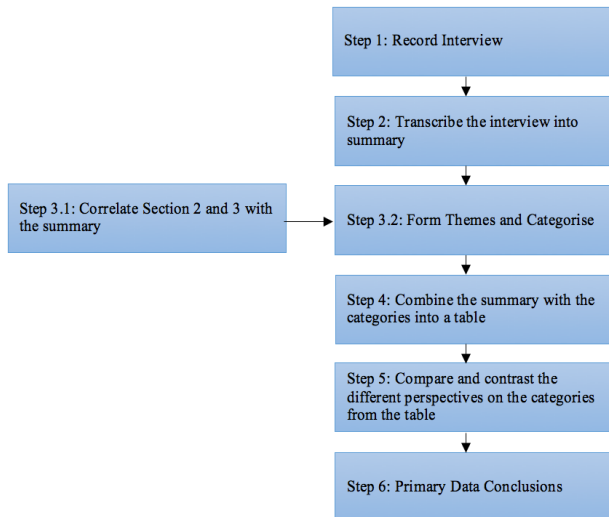 Step 1: Record Interview
Step 2: Transcribe the interview into
summary
Step 3.1: Correlate Section 2 and 3 with
the summary
Step 3.2: Form Themes and Categorise
Step 4: Combine the summary with the
categories into a table
Step 5: Compare and contrast the
different perspectives on the categories
from the table
Step 6: Primary Data Conclusions